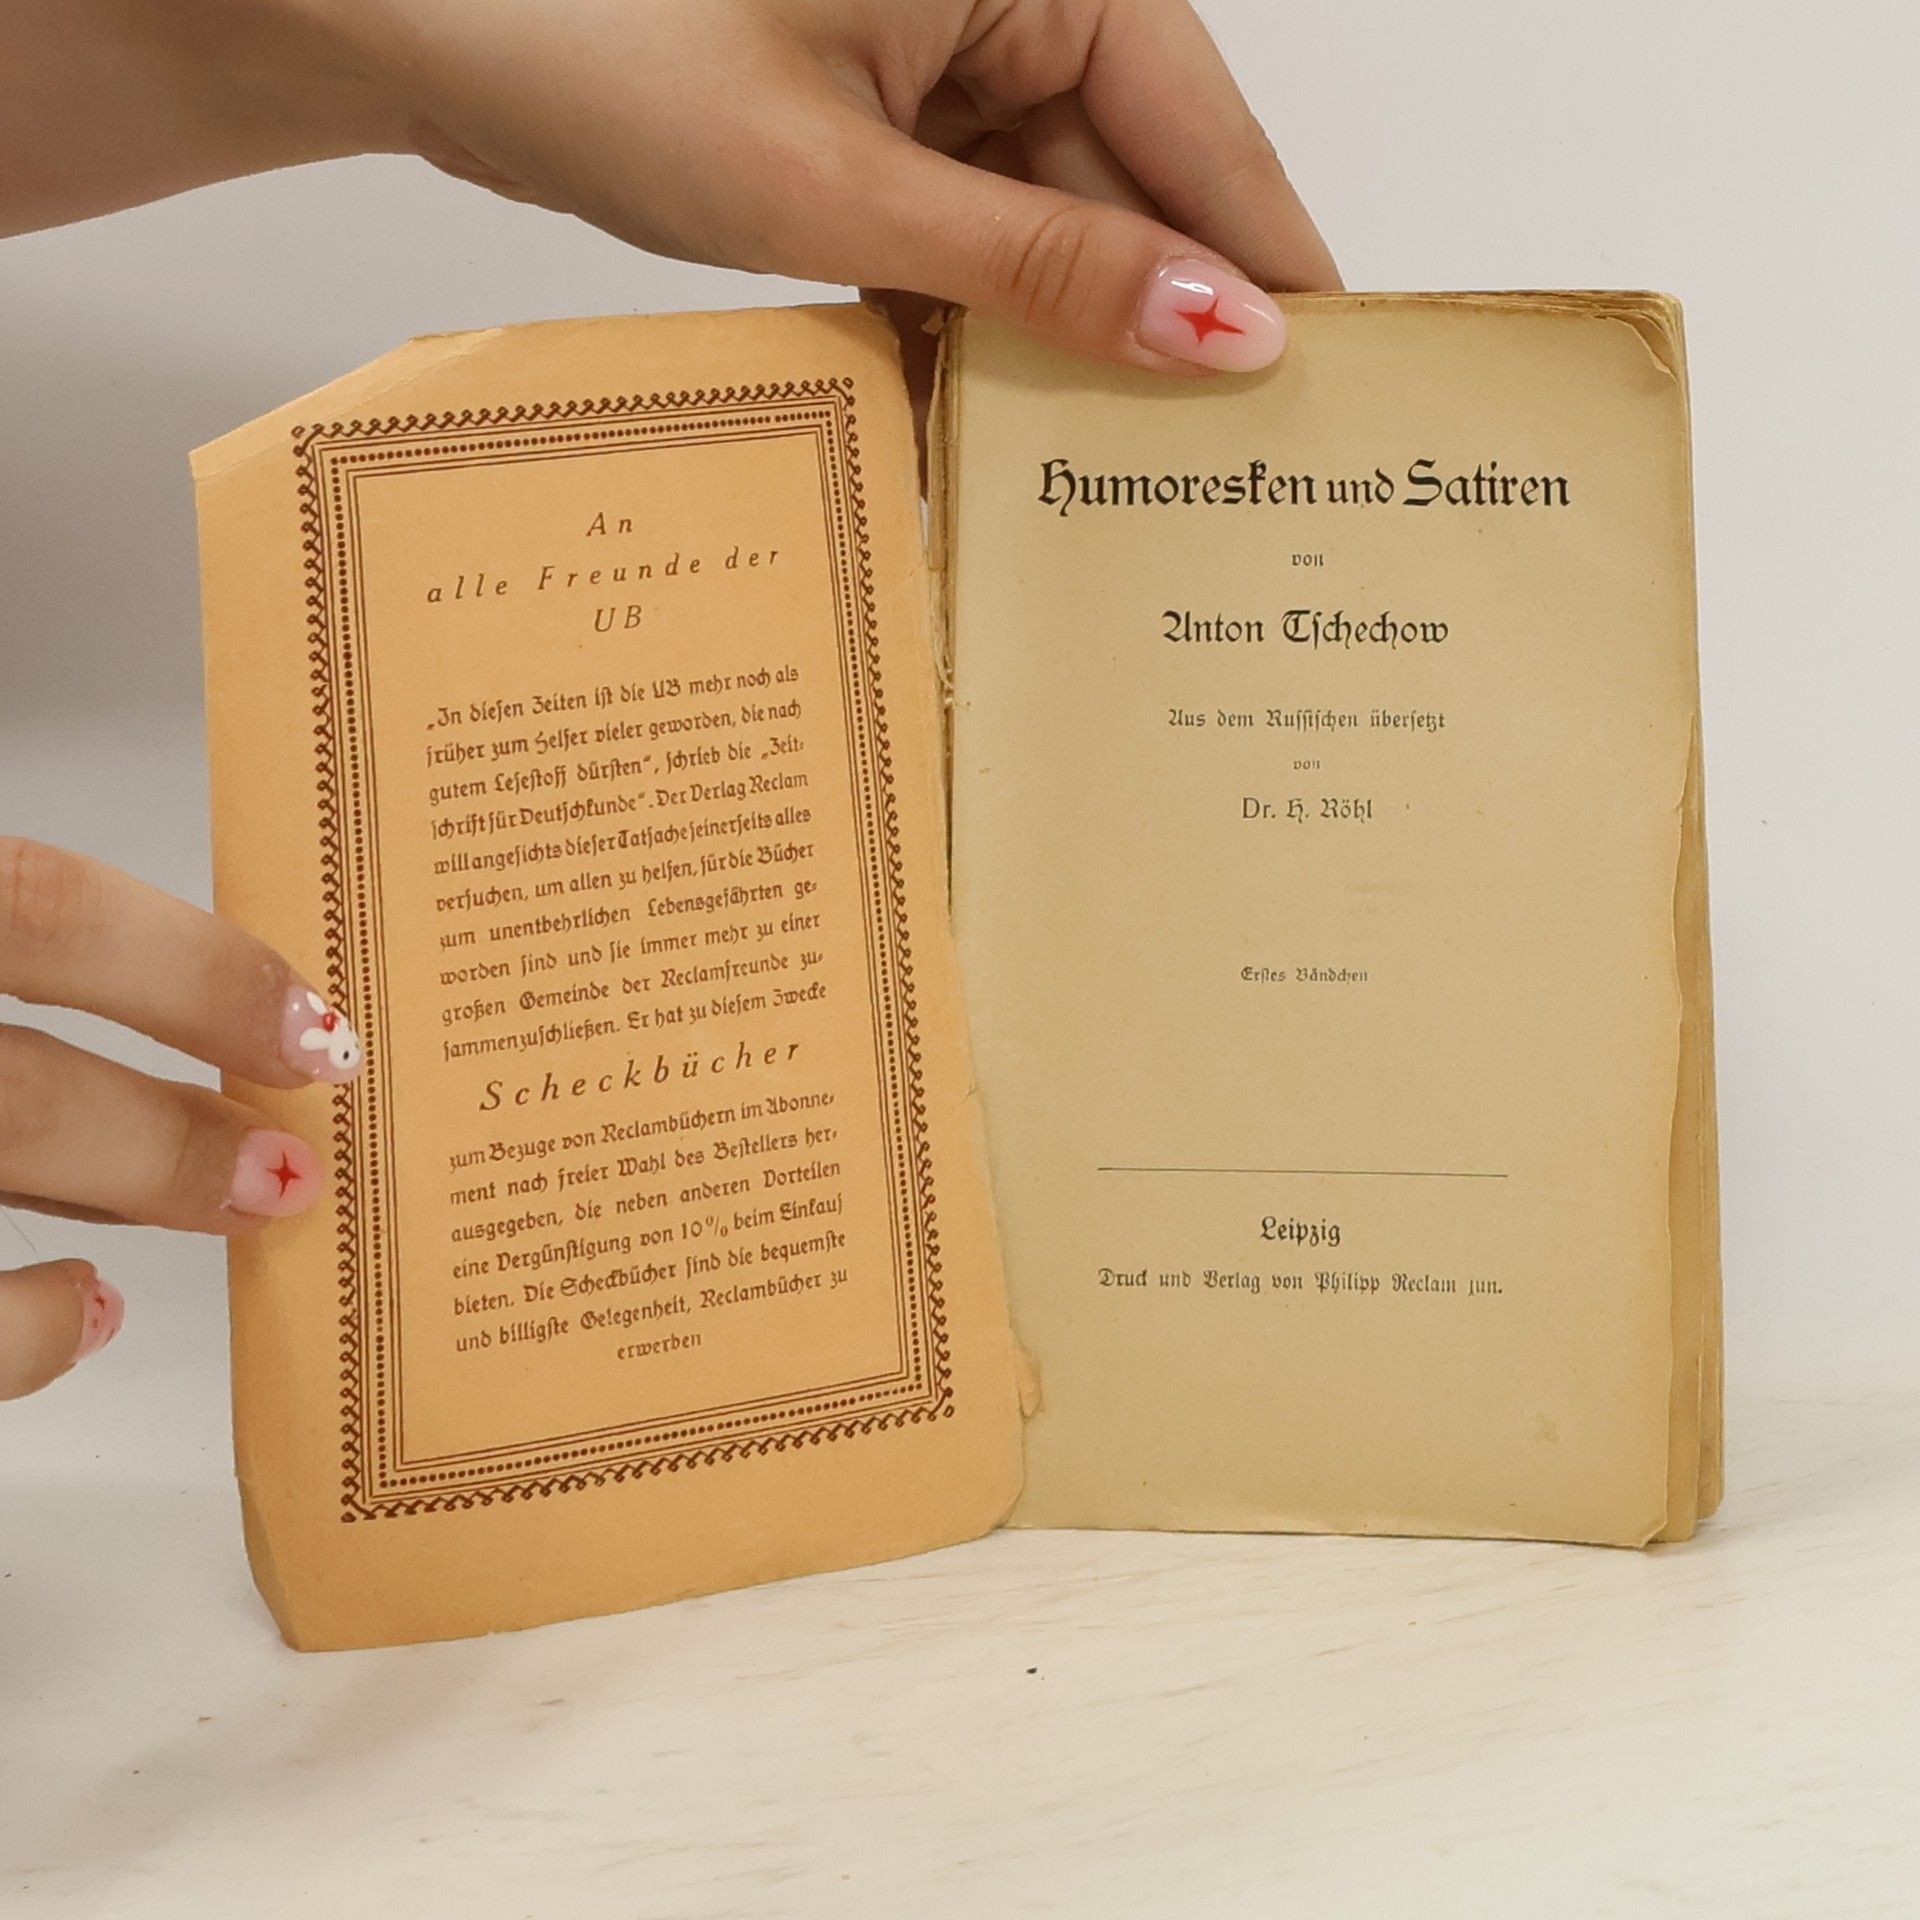 An
alle Freunde der
UB
„In diesen Zeiten ist die UB mehr noch als
früher zum Helfer vieler geworden, die nach
gutem Lesestoff dürsten“, schrieb die „Zeit-
schrift für Deutschkunde“. Der Verlag Reclam
will angesichts dieser Tatsache seinerseits alles
versuchen, um allen zu helfen, für die Bücher
zum unentbehrlichen Lebensgefährten ge-
worden sind und sie immer mehr zu einer
großen Gemeinde der Reclamfreunde zu-
sammenzuschließen. Er hat zu diesem Zwecke
Scheckbücher
zum Bezuge von Reclambüchern im Abonne-
ment nach freier Wahl des Bestellers her-
ausgegeben, die neben anderen Vorteilen
eine Vergünstigung von 10% beim Einkauf
bieten. Die Scheckbücher sind die bequemste
und billigste Gelegenheit, Reclambücher zu
erwerben
Humoresken und Satiren
von
Anton Tschechow
Aus dem Russischen übersetzt
von
Dr. H. Röhl
Erstes Bändchen
Leipzig
Druck und Verlag von Philipp Reclam jun.